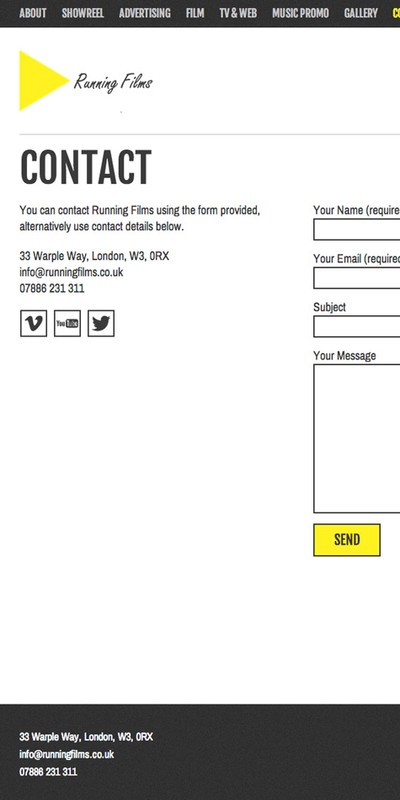 ABOUT SHOWREEL ADVERTISING FILM TV & WEB MUSIC PROMO GALLERY
Running Films
CONTACT
You can contact Running Films using the form provided,
alternatively use contact details below.
33 Warple Way, London, W3, 0RX
info@runningfilms.co.uk
07886 231 311
You Tube
Your Name (require
Your Email (required
Subject
Your Message
SEND
33 Warple Way, London, W3, 0RX
info@runningfilms.co.uk
07886 231 311